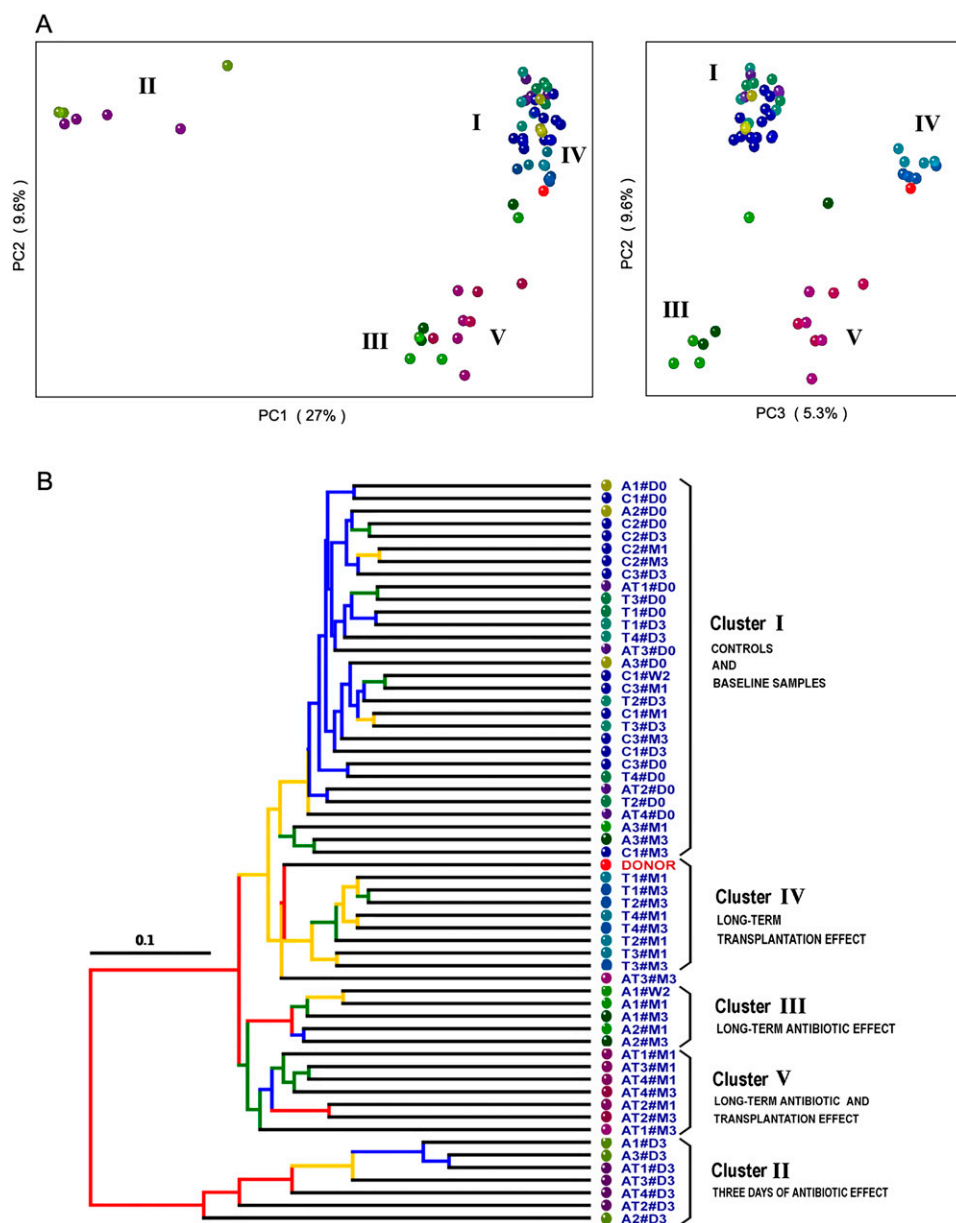 A
II
I
IV
III
V
PC2 ( 9.6%)
PC1 ( 27%)
I
IV
III
V
PC2 ( 9.6%)
PC3 ( 5.3%)
B
0.1
A1#D0
C1#D0
A2#D0
C2#D0
C2#D3
C2#M1
C2#M3
C3#D3
AT1#D0
T3#D0
T1#D0
T1#D3
T4#D3
AT3#D0
A3#D0
C1#W2
C3#M1
T2#D3
C1#M1
T3#D3
C3#M3
C1#D3
C3#D0
T4#D0
AT2#D0
T2#D0
AT4#D0
A3#M1
A3#M3
C1#M3
DONOR
T1#M1
T1#M3
T2#M3
T4#M1
T4#M3
T2#M1
T3#M1
T3#M3
AT3#M3
A1#W2
A1#M1
A1#M3
A2#M1
A2#M3
AT1#M1
AT3#M1
AT4#M1
AT4#M3
AT2#M1
AT2#M3
AT1#M3
A1#D3
A3#D3
AT1#D3
AT3#D3
AT4#D3
AT2#D3
A2#D3
Cluster I
CONTROLS
AND
BASELINE SAMPLES
Cluster IV
LONG-TERM
TRANSPLANTATION EFFECT
Cluster III
LONG-TERM ANTIBIOTIC EFFECT
Cluster V
LONG-TERM ANTIBIOTIC AND
TRANSPLANTATION EFFECT
Cluster II
THREE DAYS OF ANTIBIOTIC EFFECT